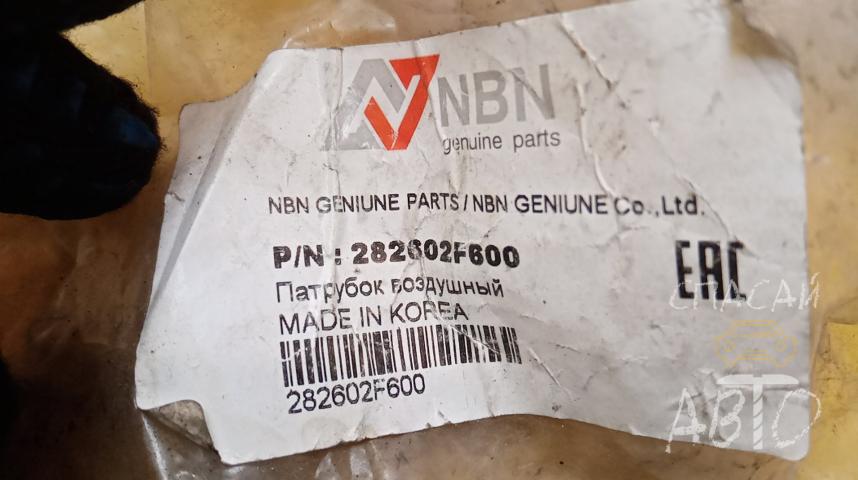 NBN
genuine parts
NBN GENIUNE PARTS / NBN GENIUNE Co.,Ltd.
P/N : 282602F600
Патрубок воздушный
EAC
MADE IN KOREA
282602F600
СПАСАЙ
АВТО